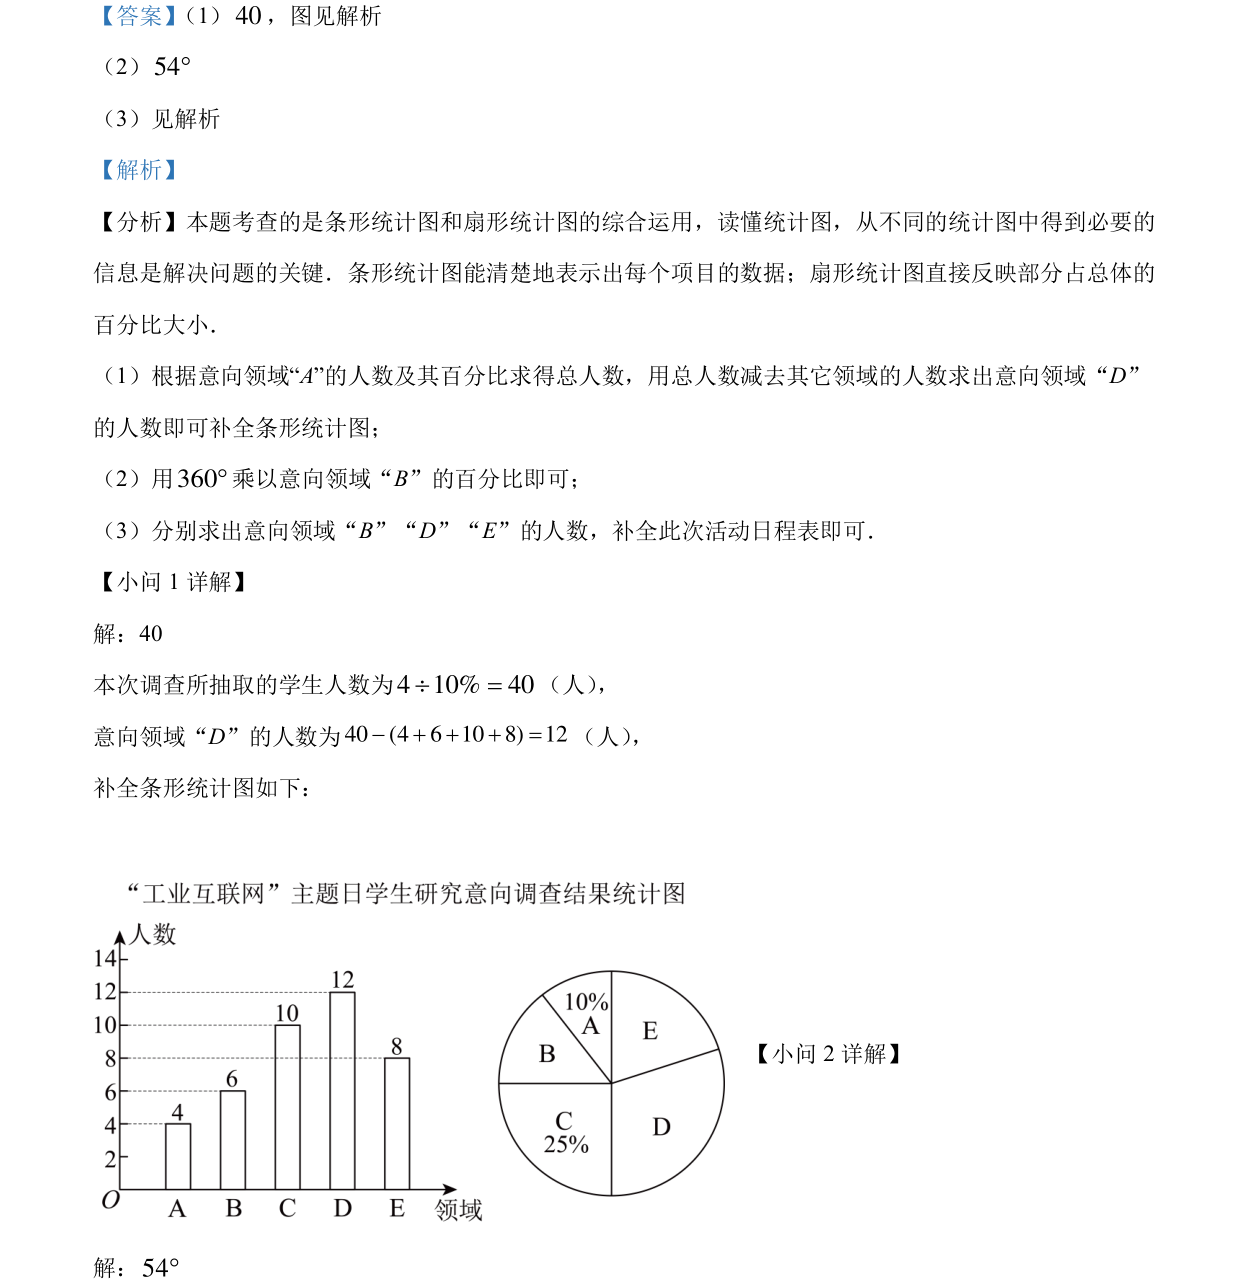 【答案】（1）40，图见解析
（2）54°
（3）见解析
【解析】
【分析】本题考查的是条形统计图和扇形统计图的综合运用，读懂统计图，从不同的统计图中得到必要的
信息是解决问题的关键．条形统计图能清楚地表示出每个项目的数据；扇形统计图直接反映部分占总体的
百分比大小．
（1）根据意向领域“A”的人数及其百分比求得总人数，用总人数减去其它领域的人数求出意向领域“D”
的人数即可补全条形统计图；
（2）用360°乘以意向领域“B”的百分比即可；
（3）分别求出意向领域“B”“D”“E”的人数，补全此次活动日程表即可．
【小问 1 详解】
解：40
本次调查所抽取的学生人数为4÷10%=40（人），
意向领域“D”的人数为40−(4+6+10+8)=12（人），
补全条形统计图如下：
“工业互联网”主题日学生研究意向调查结果统计图
人数
14
12
10
8
6
4
2
O
4
6
10
12
8
A B C D E 领域
10%
A
E
B
C
25%
D
【小问 2 详解】
解：54°